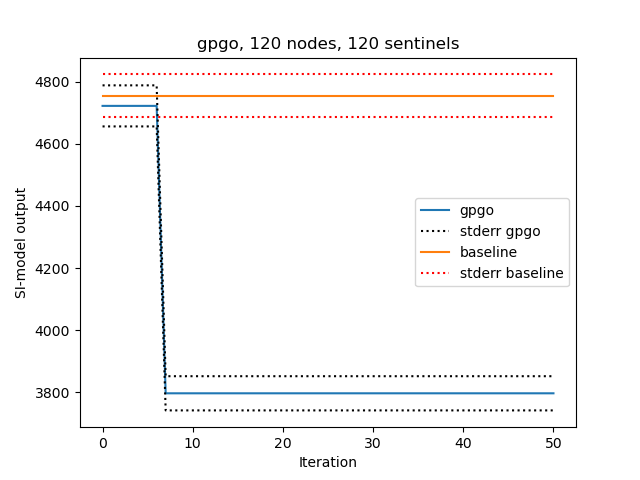 gpgo, 120 nodes, 120 sentinels
SI-model output
4800
4600
4400
4200
4000
3800
gpgo
stderr gpgo
baseline
stderr baseline
0 10 20 30 40 50
Iteration